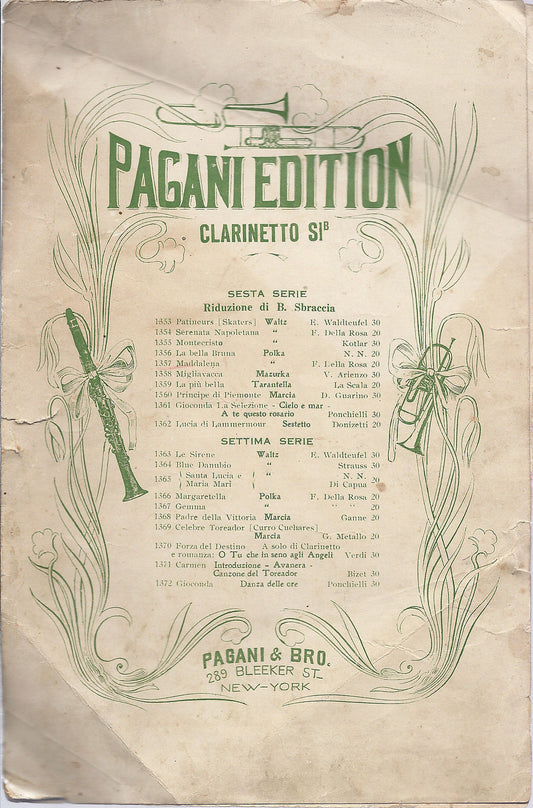 PAGANI EDITION
CLARINETTO SIB
SESTA SERIE
Riduzione di B. Sbraccia
1353 Patineurs [Skaters] Waltz E. Waldteufel 30
1354 Serenata Napoletana " F. Della Rosa 20
1355 Montecristo " Kotlar 30
1356 La bella Bruna Polka N. N. 20
1357 Maddalena " F. Lella Rosa 20
1358 Migliavacca Mazurka V. Arienzo 30
1359 La più bella Tarantella La Scala 20
1360 Principe di Piemonte Marcia D. Guarino 30
1361 Gioconda 1.a Selezione - Cielo e mar -
A te questo rosario Ponchielli 30
1362 Lucia di Lammermour Sestetto Donizetti 20
SETTIMA SERIE
1363 Le Sirene Waltz E. Waldteufel 30
1364 Blue Danubio " Strauss 30
1365 { Santa Lucia e { " N. N. 20
Maria Marì Di Capua
1366 Margaretella Polka F. Della Rosa 20
1367 Gemma " " " " 20
1368 Padre della Vittoria Marcia Ganne 20
1369 Celebre Toreador [Curro Cuchares]
Marcia G. Metallo 20
1370 Forza del Destino A solo di Clarinetto
e romanza: O Tu che in seno agli Angeli Verdi 30
1371 Carmen Introduzione - Avanera -
Canzone del Toreador Bizet 30
1372 Gioconda Danza delle ore Ponchielli 30
PAGANI & BRO.
289 BLEEKER ST.
NEW-YORK